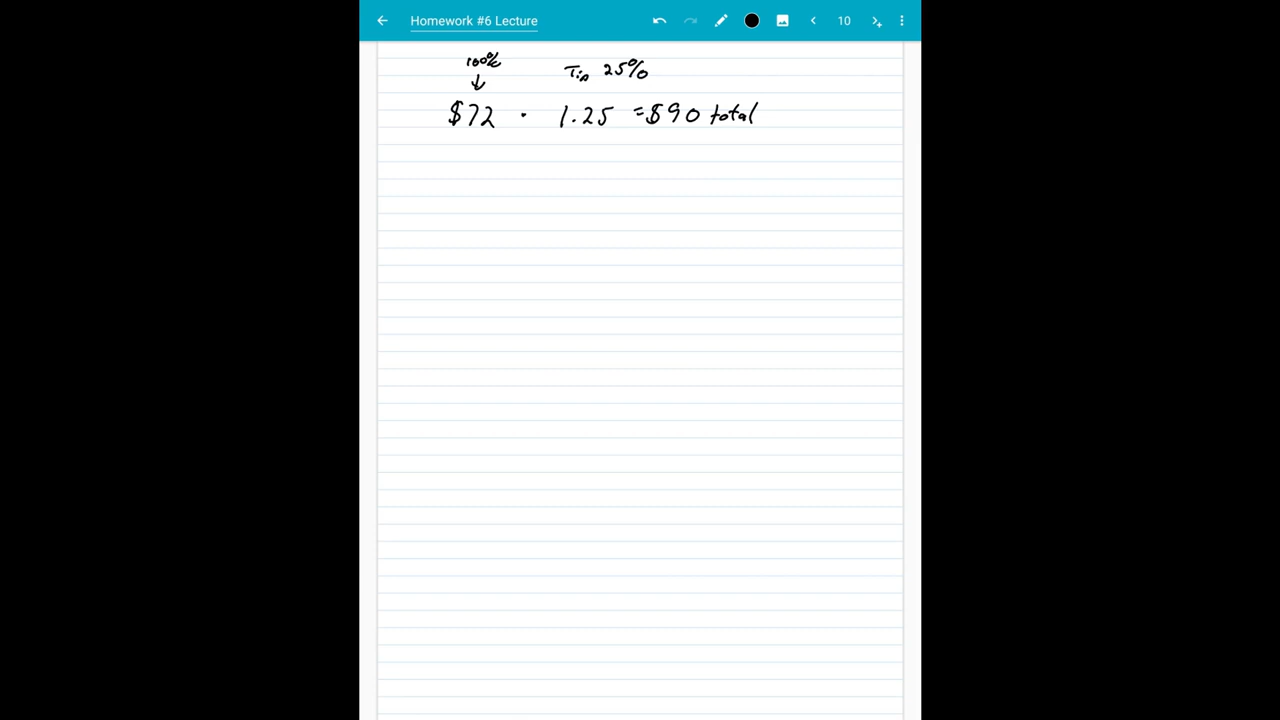 Homework #6 Lecture
10
100%
Tip 25%
↓
$72 · 1.25 = $90 total